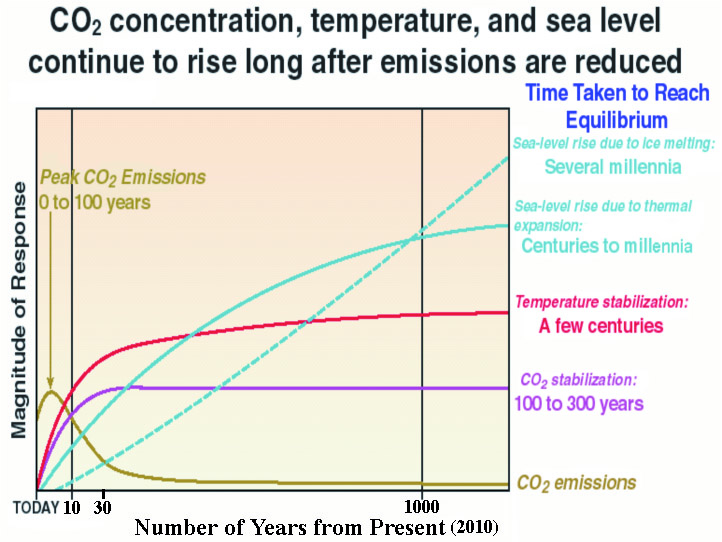 CO₂ concentration, temperature, and sea level
continue to rise long after emissions are reduced
Time Taken to Reach
Equilibrium
Sea-level rise due to ice melting:
Several millennia
Peak CO₂ Emissions
0 to 100 years
Sea-level rise due to thermal
expansion:
Centuries to millennia
Magnitude of Response
Temperature stabilization:
A few centuries
CO₂ stabilization:
100 to 300 years
CO₂ emissions
TODAY 10 30 1000
Number of Years from Present (2010)